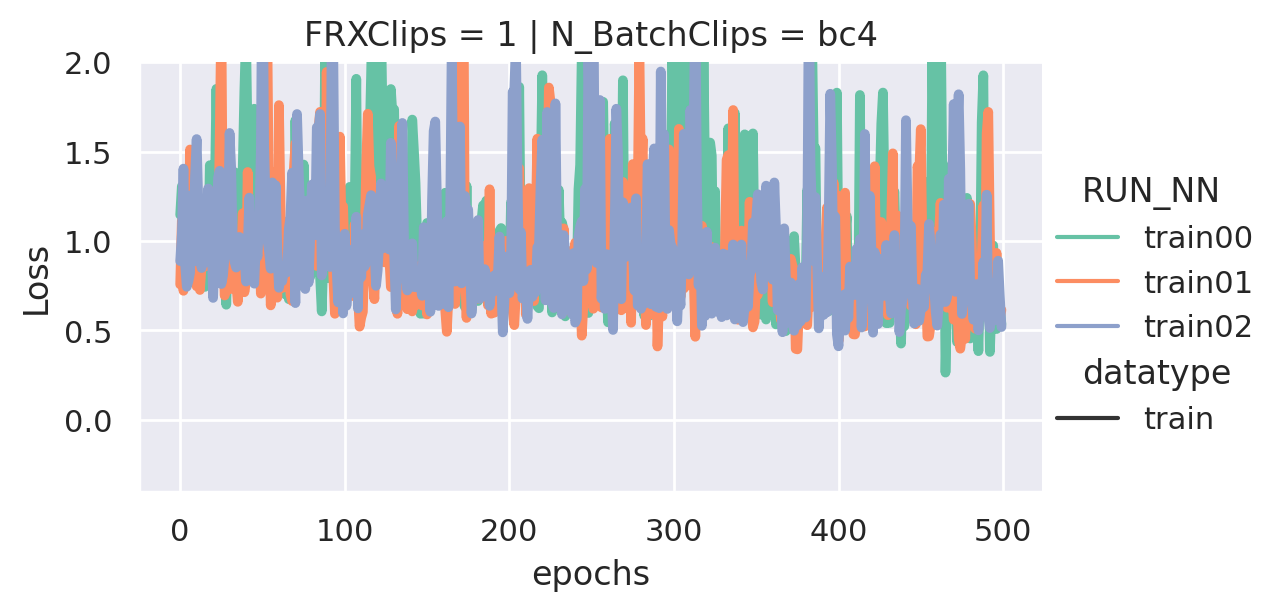 FRXClips = 1 | N_BatchClips = bc4
2.0
1.5
1.0
0.5
0.0
Loss
0 100 200 300 400 500
epochs
RUN_NN
train00
train01
train02
datatype
train